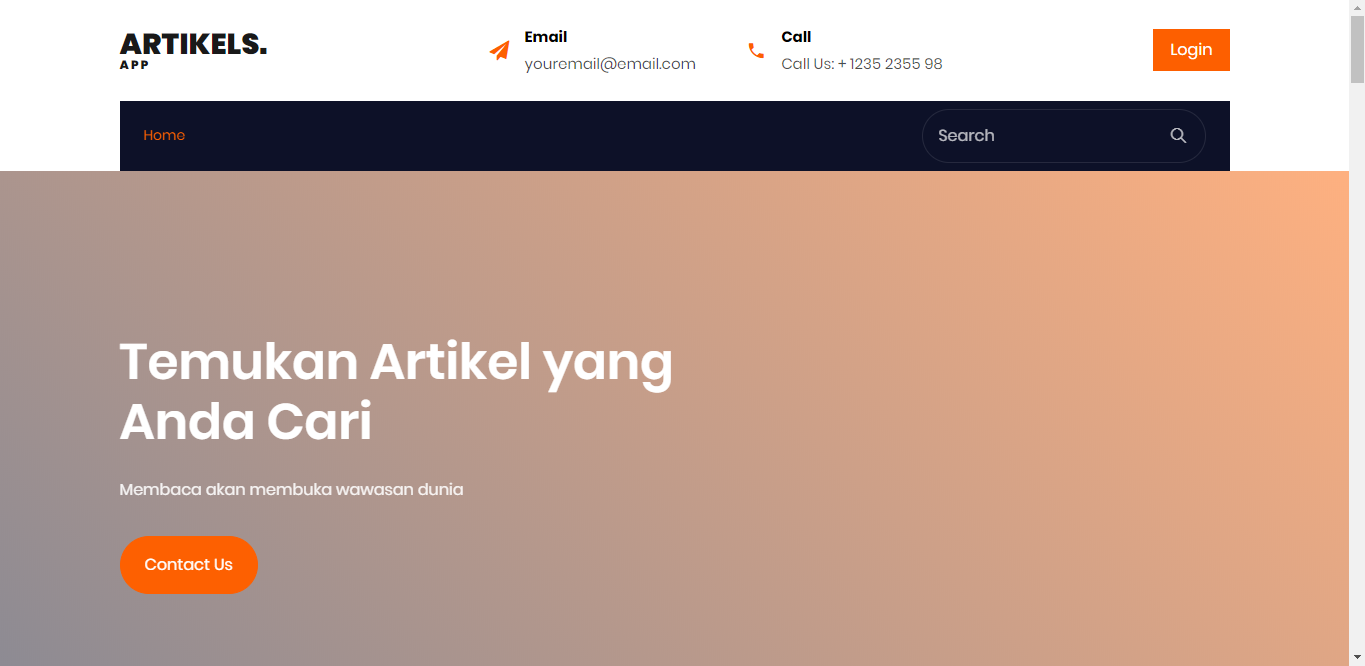 ARTIKELS.
APP
Email
youremail@email.com
Call
Call Us: + 1235 2355 98
Login
Home
Search
Temukan Artikel yang
Anda Cari
Membaca akan membuka wawasan dunia
Contact Us